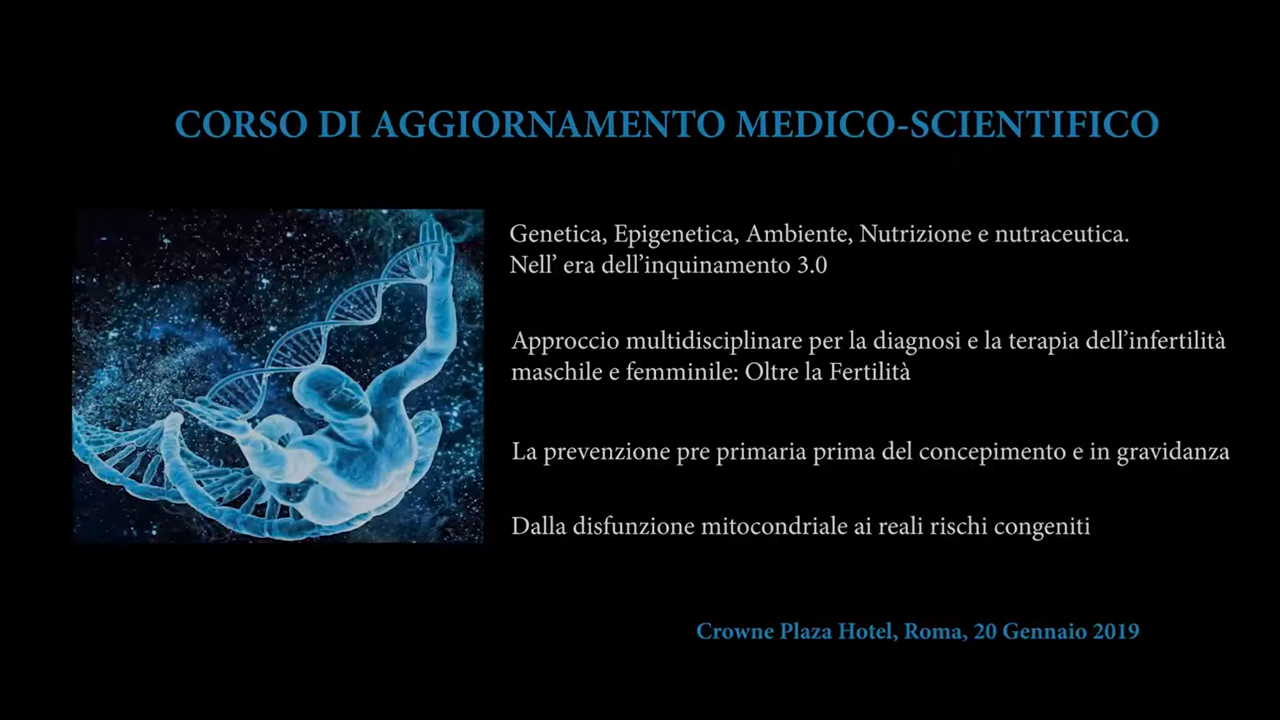 CORSO DI AGGIORNAMENTO MEDICO-SCIENTIFICO
Genetica, Epigenetica, Ambiente, Nutrizione e nutraceutica.
Nell’ era dell’inquinamento 3.0
Approccio multidisciplinare per la diagnosi e la terapia dell’infertilità
maschile e femminile: Oltre la Fertilità
La prevenzione pre primaria prima del concepimento e in gravidanza
Dalla disfunzione mitocondriale ai reali rischi congeniti
Crowne Plaza Hotel, Roma, 20 Gennaio 2019